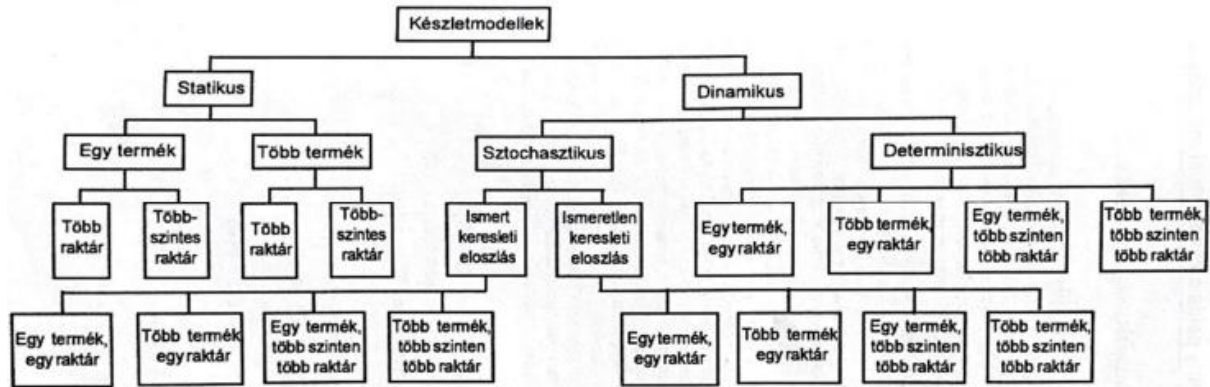 Készletmodellek
Statikus
Dinamikus
Egy termék
Több termék
Sztochasztikus
Determinisztikus
Több
raktár
Több-
szintes
raktár
Több
raktár
Több-
szintes
raktár
Ismert
keresleti
eloszlás
Ismeretlen
keresleti
eloszlás
Egy termék,
egy raktár
Több termék,
egy raktár
Egy termék,
több szinten
több raktár
Több termék,
több szinten
több raktár
Egy termék,
egy raktár
Több termék
egy raktár
Egy termék,
több szinten
több raktár
Több termék,
több szinten
több raktár
Egy termék,
egy raktár
Több termék
egy raktár
Egy termék,
több szinten
több raktár
Több termék,
több szinten
több raktár